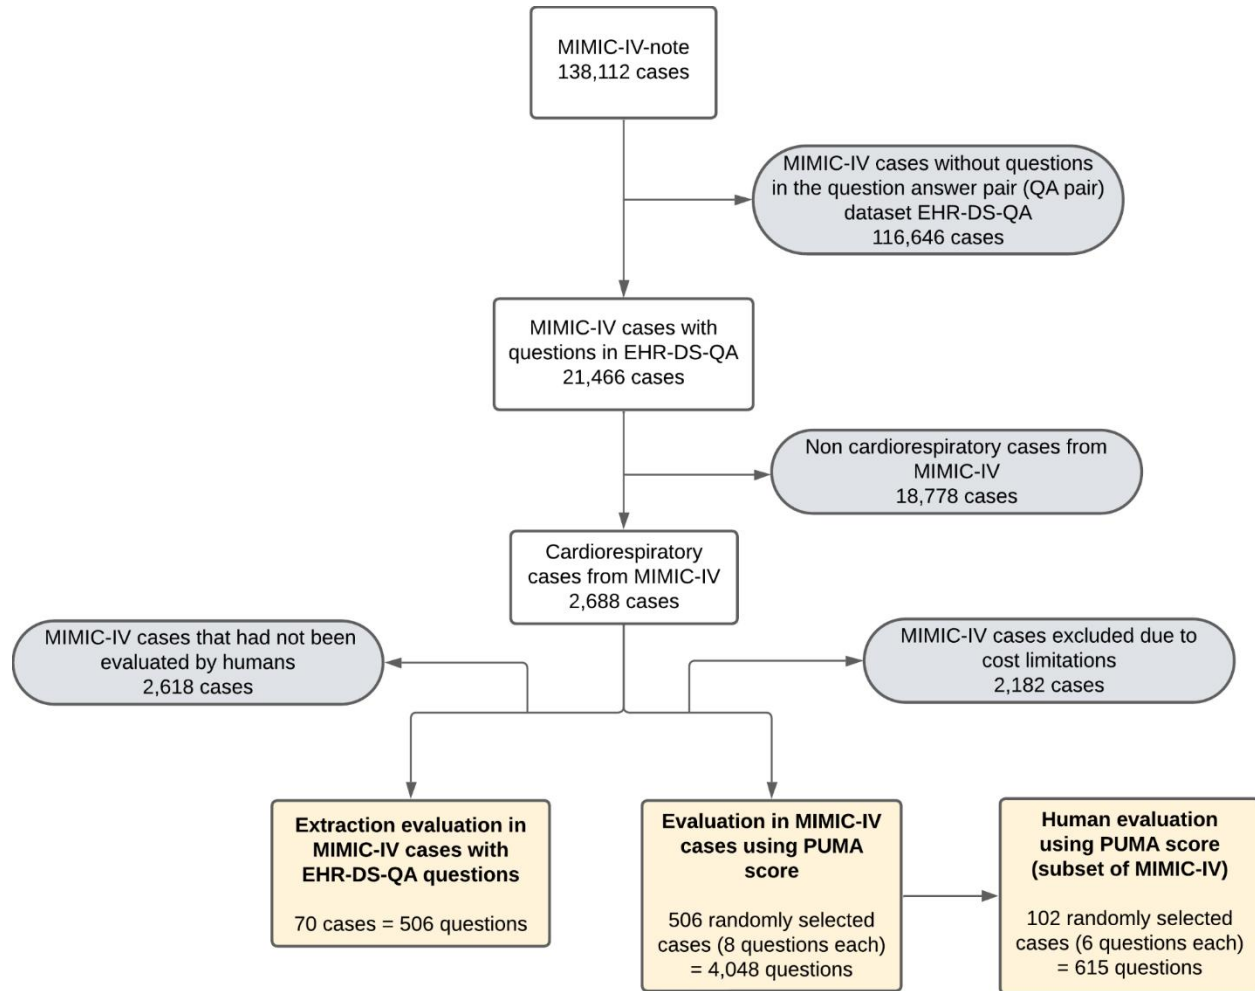 MIMIC-IV-note
138,112 cases
MIMIC-IV cases without questions
in the question answer pair (QA pair)
dataset EHR-DS-QA
116,646 cases
MIMIC-IV cases with
questions in EHR-DS-QA
21,466 cases
Non cardiorespiratory cases from
MIMIC-IV
18,778 cases
Cardiorespiratory
cases from MIMIC-IV
2,688 cases
MIMIC-IV cases that had not been
evaluated by humans
2,618 cases
MIMIC-IV cases excluded due to
cost limitations
2,182 cases
Extraction evaluation in
MIMIC-IV cases with
EHR-DS-QA questions
70 cases = 506 questions
Evaluation in MIMIC-IV
cases using PUMA
score
506 randomly selected
cases (8 questions each)
= 4,048 questions
Human evaluation
using PUMA score
(subset of MIMIC-IV)
102 randomly selected
cases (6 questions each)
= 615 questions